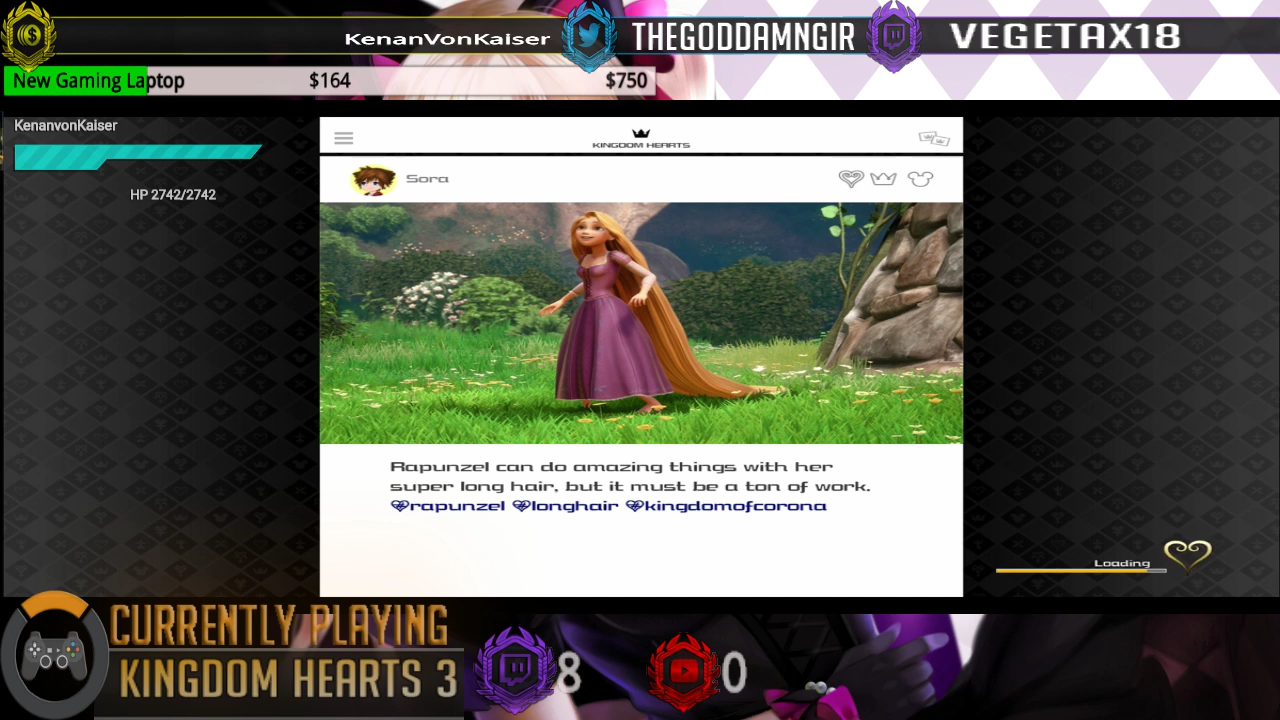 KenanVonKaiser
THEGODDAMNGIR
VEGETAX18
New Gaming Laptop $164 $750
KenanvonKaiser
HP 2742/2742
KINGDOM HEARTS
Sora
Rapunzel can do amazing things with her
super long hair, but it must be a ton of work.
rapunzel longhair kingdomofcorona
Loading
CURRENTLY PLAYING
KINGDOM HEARTS 3
8
0